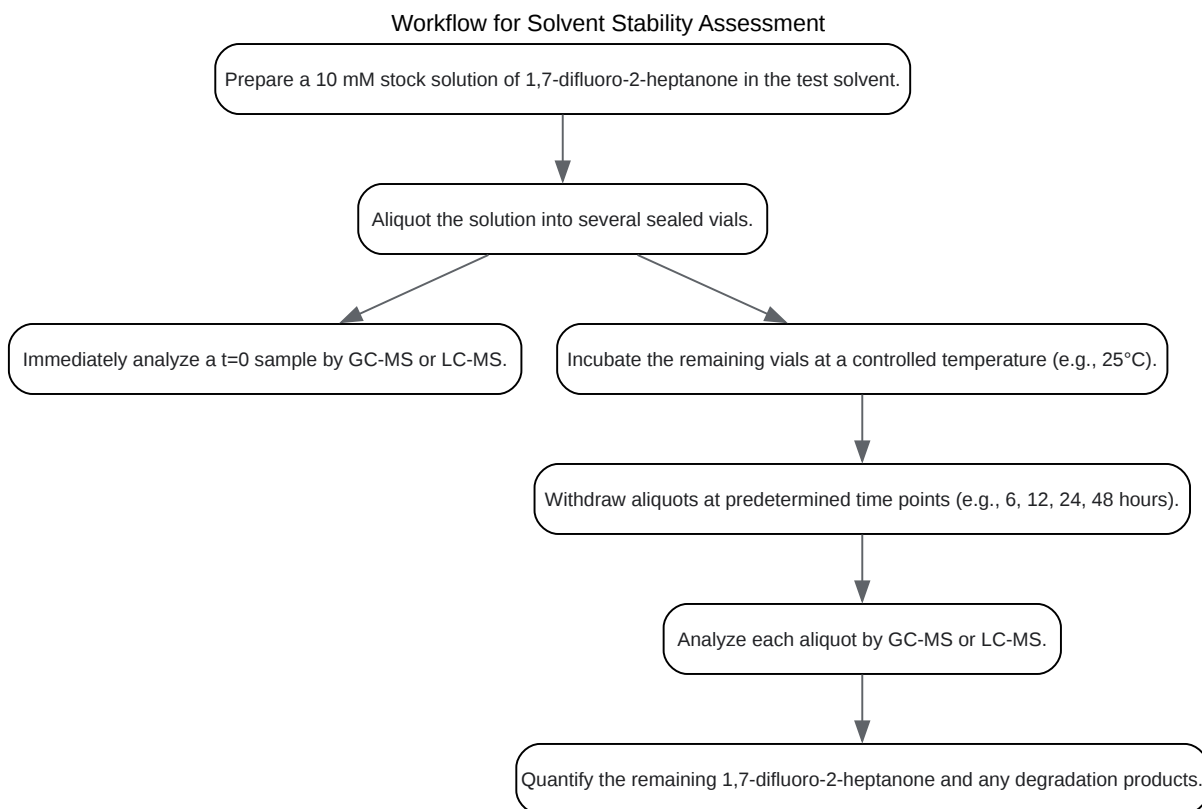 Workflow for Solvent Stability Assessment
Prepare a 10 mM stock solution of 1,7-difluoro-2-heptanone in the test solvent.
Aliquot the solution into several sealed vials.
Immediately analyze a t=0 sample by GC-MS or LC-MS.
Incubate the remaining vials at a controlled temperature (e.g., 25°C).
Withdraw aliquots at predetermined time points (e.g., 6, 12, 24, 48 hours).
Analyze each aliquot by GC-MS or LC-MS.
Quantify the remaining 1,7-difluoro-2-heptanone and any degradation products.